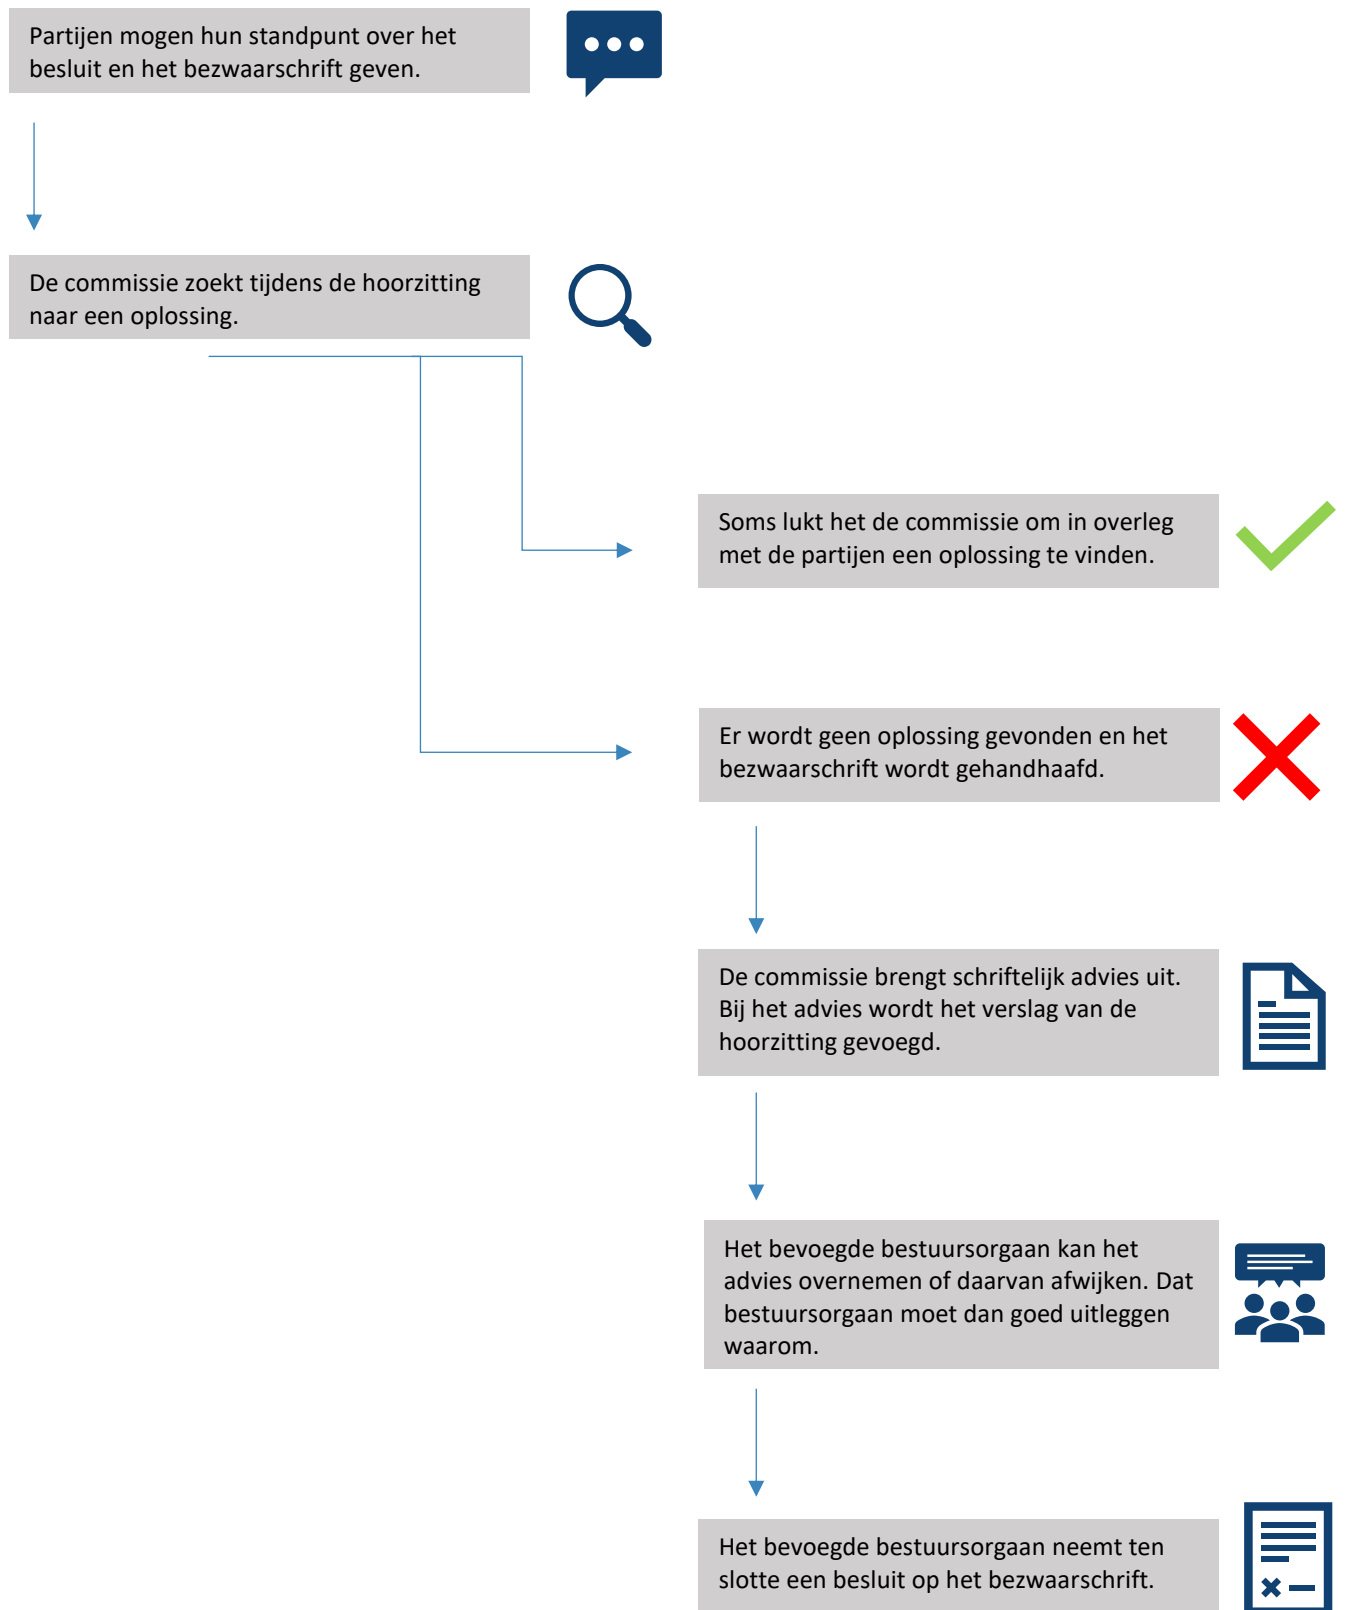 Partijen mogen hun standpunt over het
besluit en het bezwaarschrift geven.
De commissie zoekt tijdens de hoorzitting
naar een oplossing.
Soms lukt het de commissie om in overleg
met de partijen een oplossing te vinden.
Er wordt geen oplossing gevonden en het
bezwaarschrift wordt gehandhaafd.
De commissie brengt schriftelijk advies uit.
Bij het advies wordt het verslag van de
hoorzitting gevoegd.
Het bevoegde bestuursorgaan kan het
advies overnemen of daarvan afwijken. Dat
bestuursorgaan moet dan goed uitleggen
waarom.
Het bevoegde bestuursorgaan neemt ten
slotte een besluit op het bezwaarschrift.